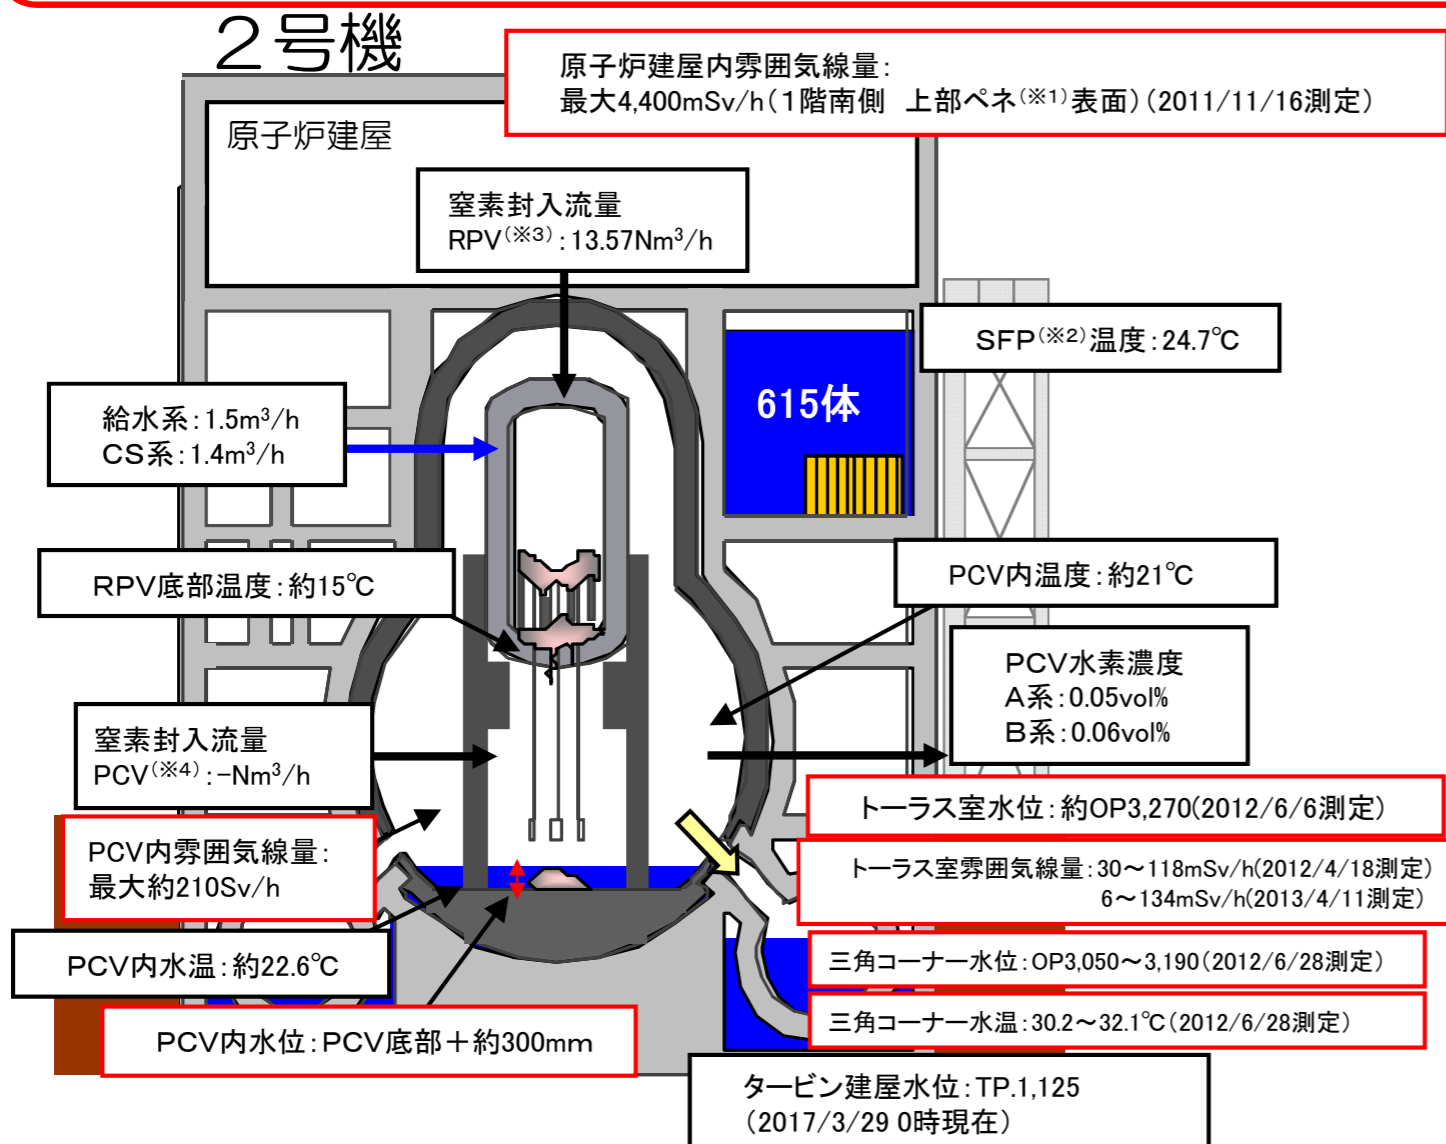 ２号機
原子炉建屋内雰囲気線量：
最大4,400mSv/h（1階南側　上部ペネ(※1)表面）（2011/11/16測定）
原子炉建屋
窒素封入流量
RPV(※3)：13.57Nm³/h
SFP(※2)温度：24.7℃
615体
給水系：1.5m³/h
CS系：1.4m³/h
RPV底部温度：約15℃
PCV内温度：約21℃
PCV水素濃度
A系：0.05vol%
B系：0.06vol%
窒素封入流量
PCV(※4)：-Nm³/h
トーラス室水位：約OP3,270(2012/6/6測定)
PCV内雰囲気線量：
最大約210Sv/h
トーラス室雰囲気線量：30～118mSv/h(2012/4/18測定)
6～134mSv/h(2013/4/11測定)
PCV内水温：約22.6℃
三角コーナー水位：OP3,050～3,190（2012/6/28測定）
三角コーナー水温：30.2～32.1℃（2012/6/28測定）
PCV内水位：PCV底部＋約300mm
タービン建屋水位：TP.1,125
（2017/3/29 0時現在）